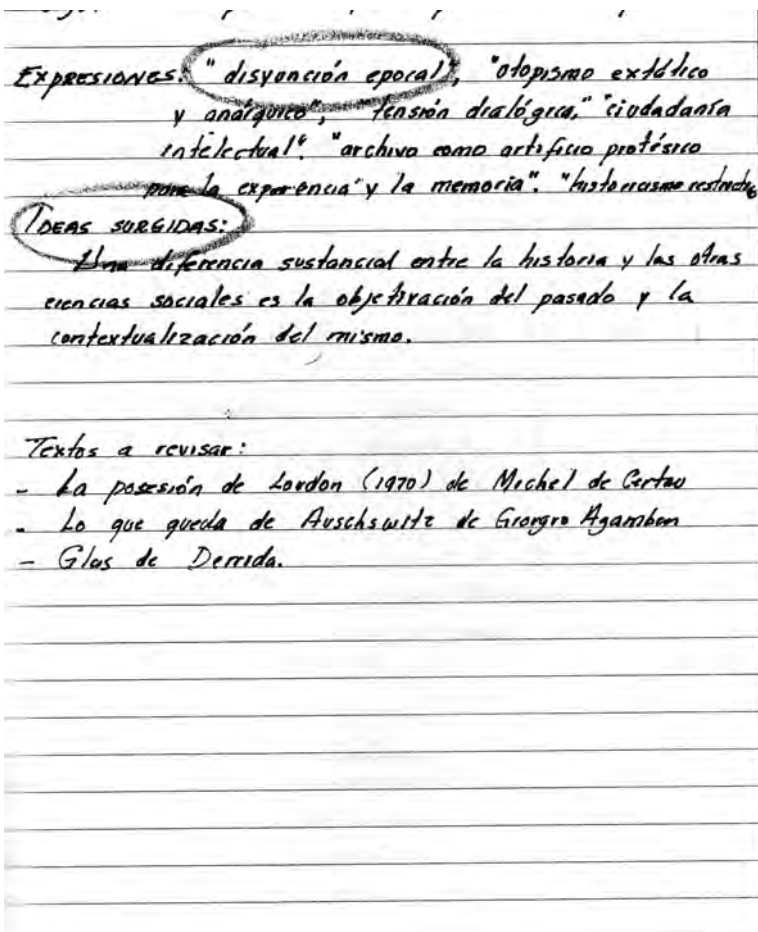 EXPRESIONES: "disyunción epocal", "otopismo extático
y anárquico", "tensión dialógica," "ciudadanía
intelectual". "archivo como artificio protésico
para la experiencia" y la memoria". "historicismo
IDEAS SURGIDAS:
Una diferencia sustancial entre la historia y las otras
ciencias sociales es la objetivación del pasado y la
contextualización del mismo.
Textos a revisar:
- La posesión de Lordon (1970) de Michel de Certau
- Lo que queda de Auschswitz de Giorgio Agamben
- Glas de Derrida.